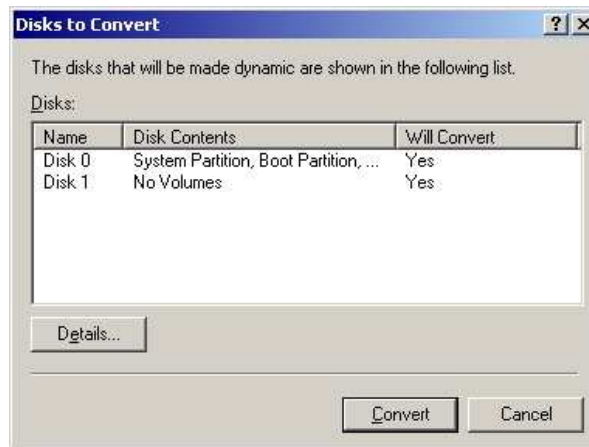 Disks to Convert
The disks that will be made dynamic are shown in the following list.
Disks:
Name Disk Contents Will Convert
Disk 0 System Partition, Boot Partition, ... Yes
Disk 1 No Volumes Yes
Details...
Convert Cancel